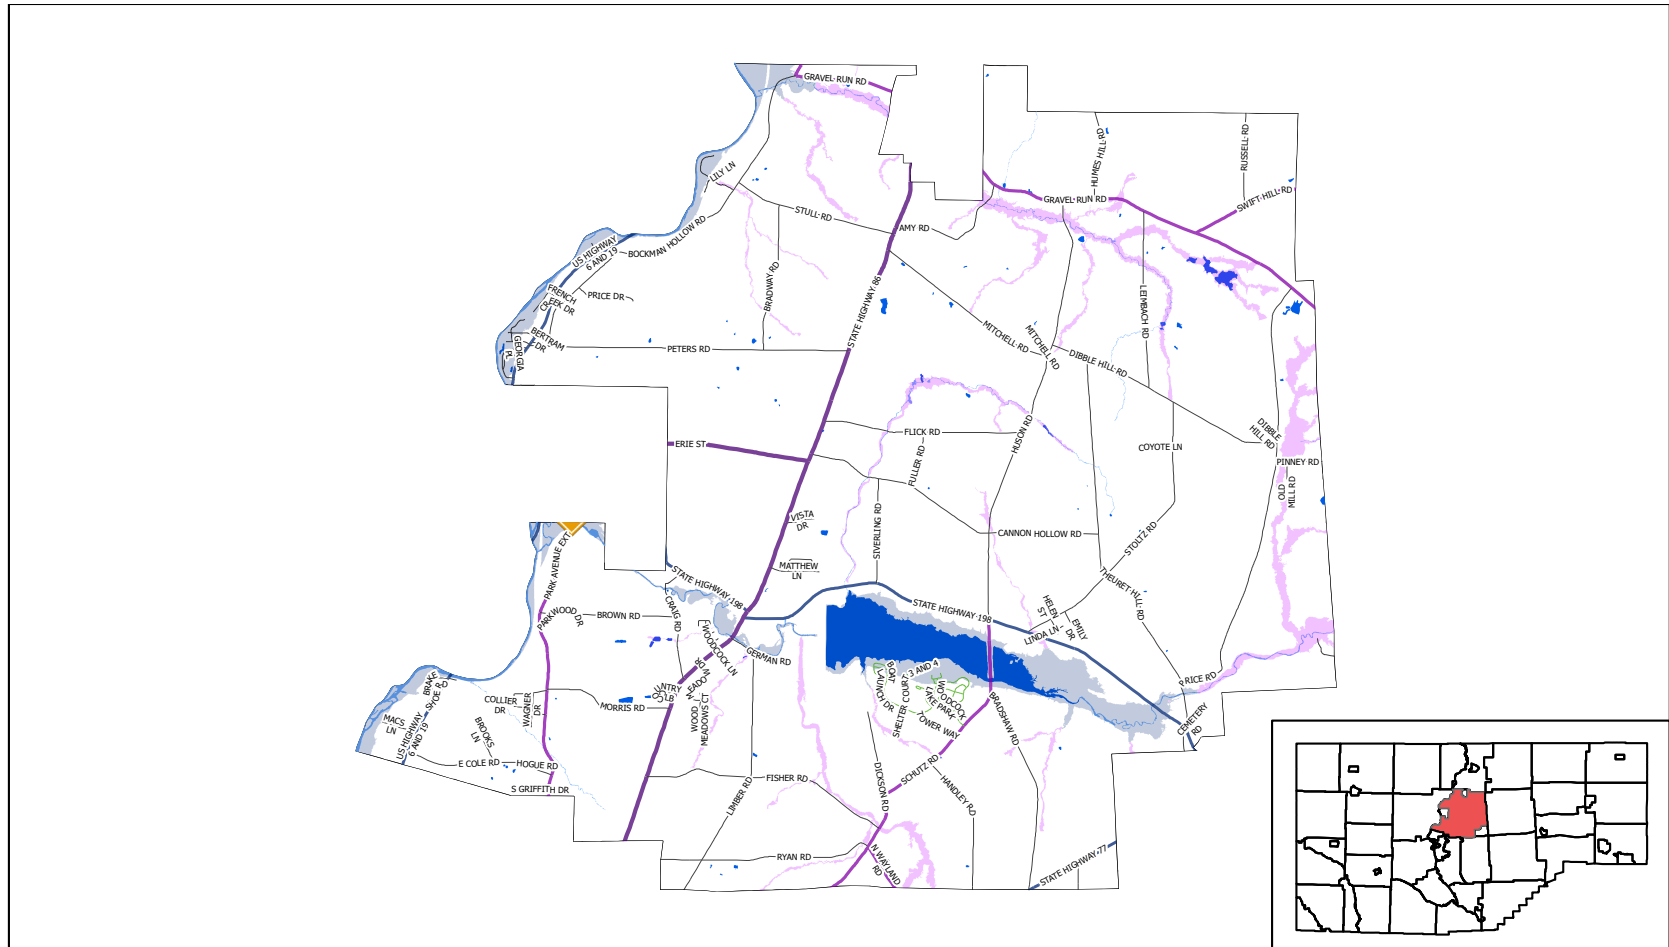 GRAVEL RUN RD
HUMES HILL RD
RUSSELL RD
LILY LN
SWIFT HILL RD
GRAVEL RUN RD
STULL RD
AMY RD
BOCKMAN HOLLOW RD
US HIGHWAY
6 AND 19
BRADWAY RD
FRENCH
CREEK DR
PRICE DR
STATE HIGHWAY 86
LEIMBACH RD
BERTRAM
DR
GEORGIA
PL
PETERS RD
MITCHELL RD
MITCHELL RD
DIBBLE HILL RD
ERIE ST
FLICK RD
HUSON RD
FULLER RD
COYOTE LN
DIBBLE
HILL RD
PINNEY RD
OLD
MILL RD
VISTA
DR
SIVERLING RD
CANNON HOLLOW RD
STOLTZ RD
PARK AVENUE EXT
MATTHEW
LN
STATE HIGHWAY 198
THEURET HILL RD
STATE HIGHWAY 198
HELEN
ST
EMILY
DR
LINDA LN
PARKWOOD
DR
BROWN RD
CRAIG RD
WOODCOCK LN
GERMAN RD
RICE RD
BRAKE
SHOE RD
COLLIER
DR
WAGNER
DR
MORRIS RD
CNTRY
CLB
MEADOW DR
WOOD
MEADOWS CT
BOAT
LAUNCH DR
3 AND 4
SHELTER COURT
WOODCOCK
LAKE PARK
TOWER WAY
BRADSHAW RD
CEMETERY
RD
MACS
LN
US HIGHWAY
6 AND 19
BROOKS
LN
E COLE RD
HOGUE RD
S GRIFFITH DR
FISHER RD
LIMBER RD
DICKSON RD
SCHUTZ RD
HANDLEY RD
RYAN RD
N WAYLAND
RD
STATE HIGHWAY 77